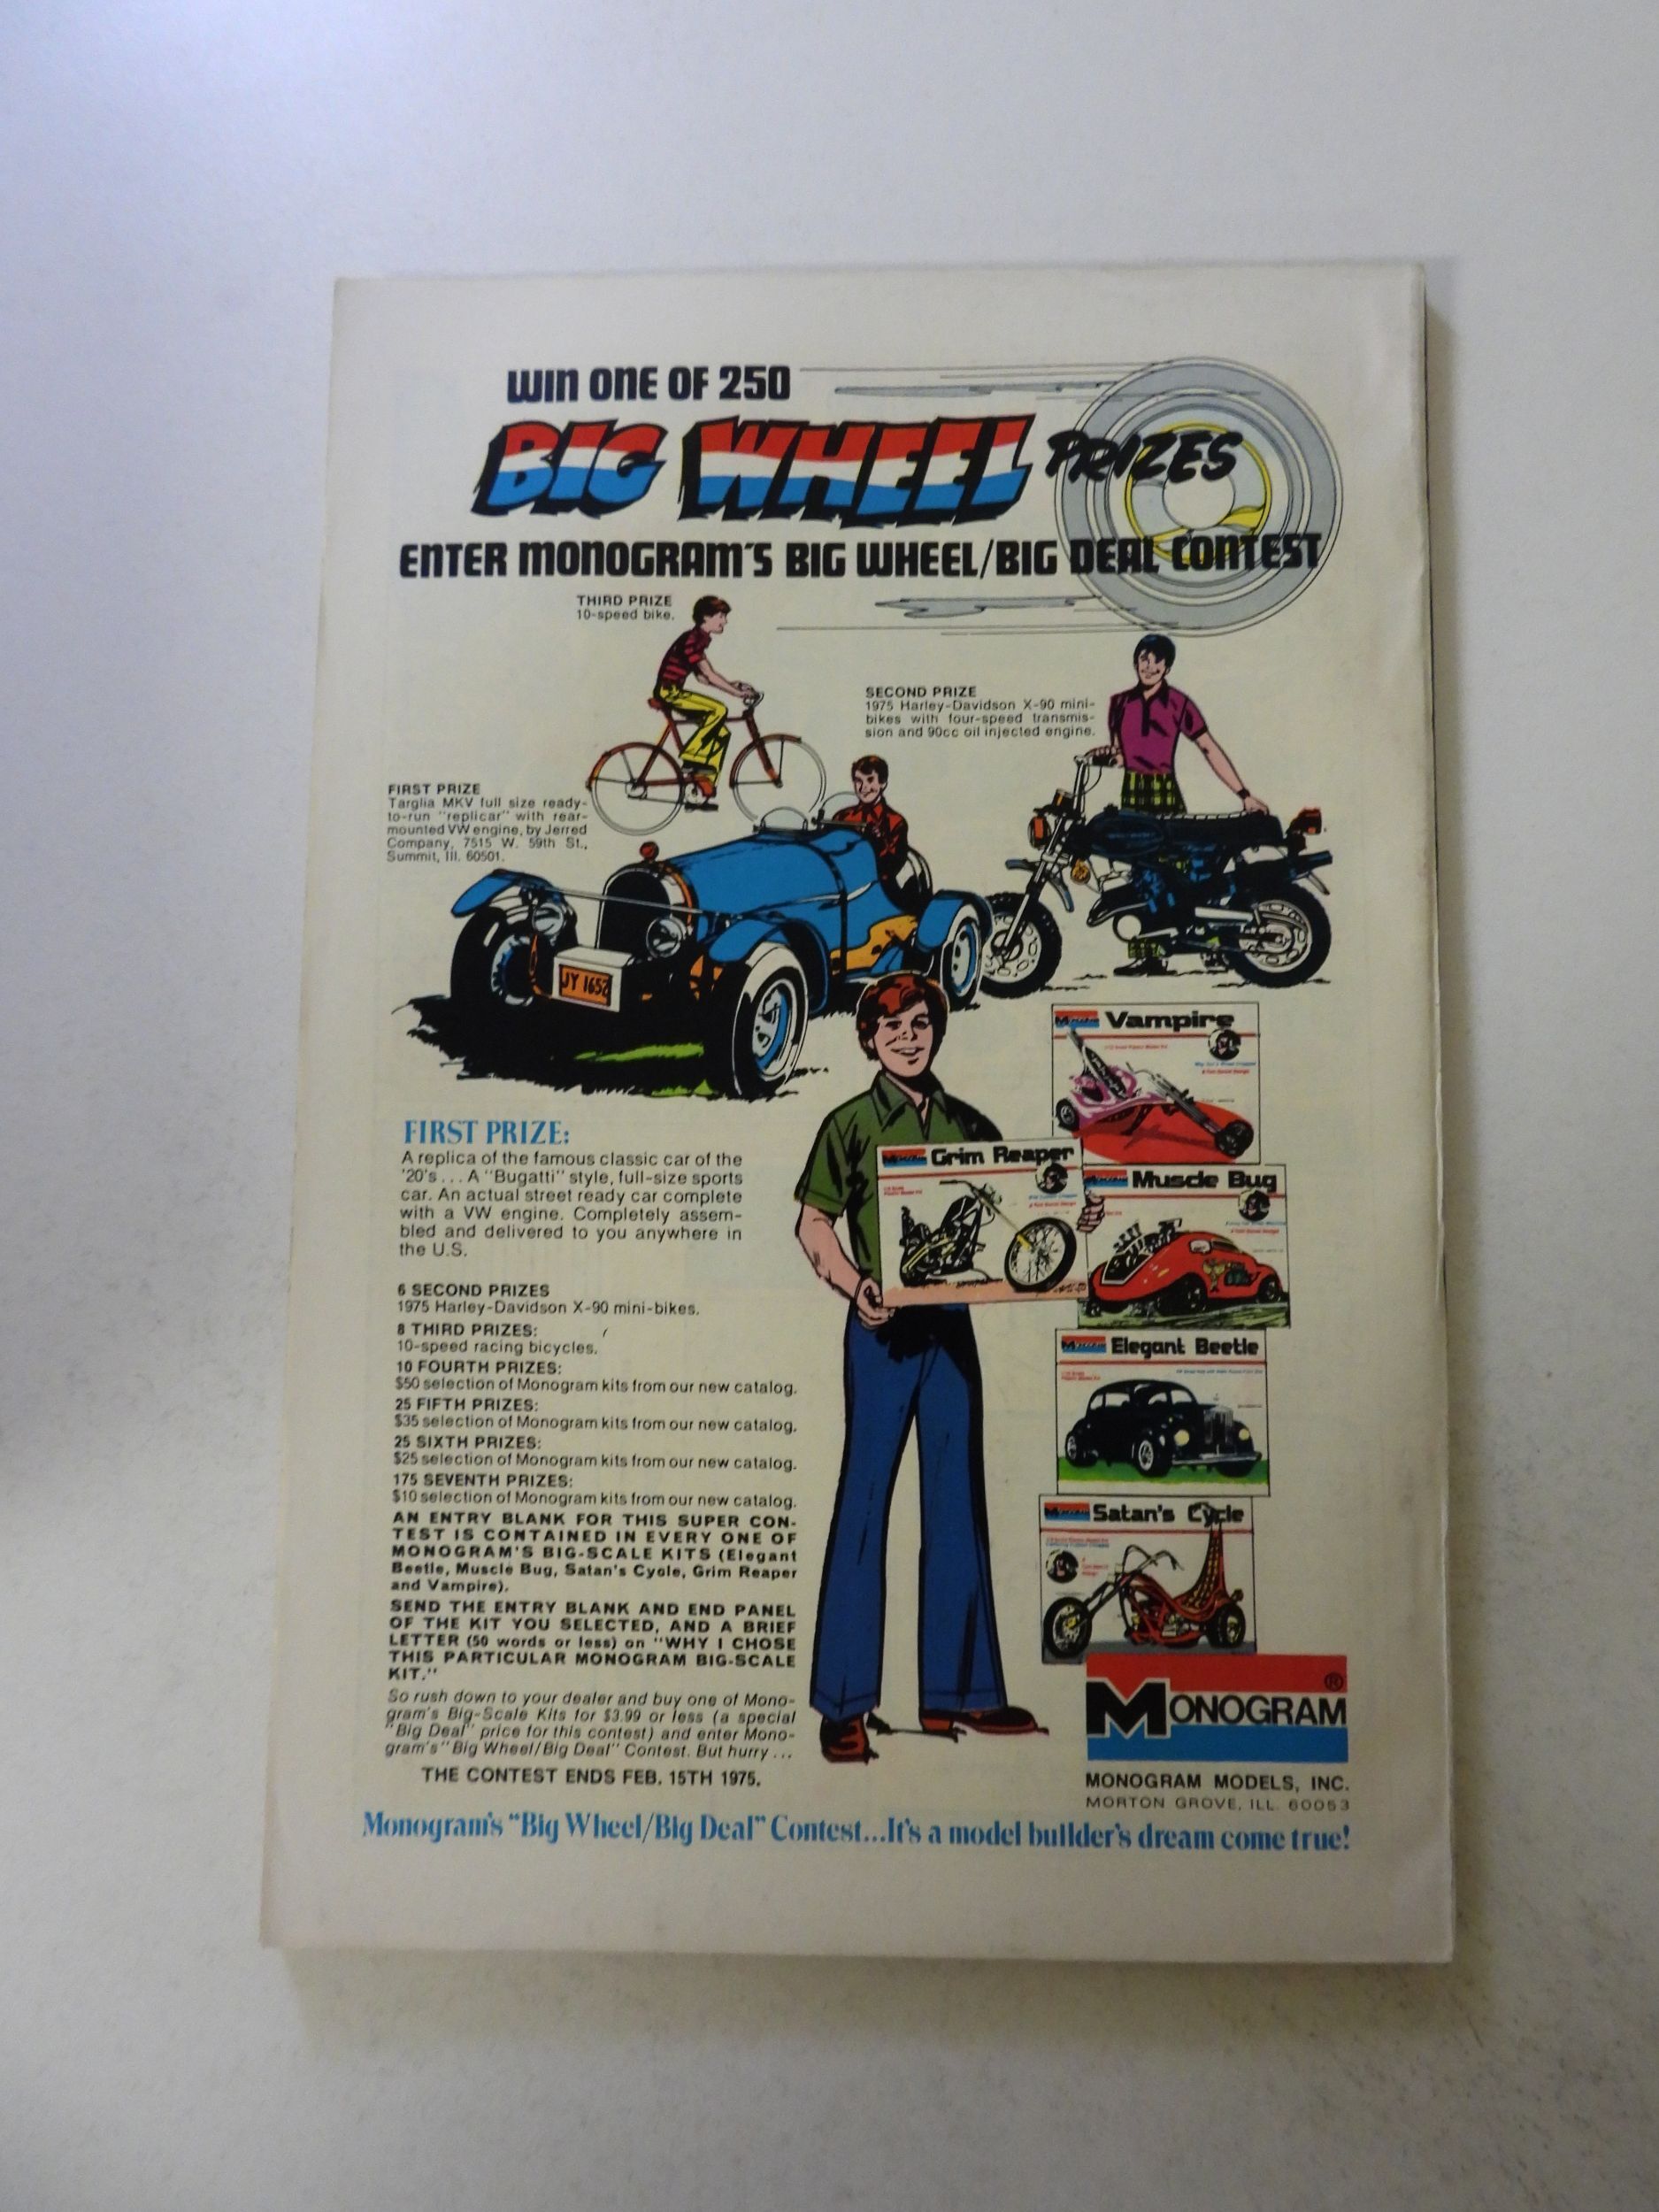 WIN ONE OF 250
BIG WHEEL PRIZES
ENTER MONOGRAM'S BIG WHEEL/BIG DEAL CONTEST
THIRD PRIZE
10-speed bike.
SECOND PRIZE
1975 Harley-Davidson X-90 mini-
bikes with four-speed transmis-
sion and 90cc oil injected engine.
FIRST PRIZE
Targlia MKV full size ready-
to-run "replicar" with rear-
mounted VW engine, by Jerred
Company, 7515 W. 59th St.,
Summit, Ill. 60501.
JY 1652
FIRST PRIZE:
A replica of the famous classic car of the
'20's... A "Bugatti" style, full-size sports
car. An actual street ready car complete
with a VW engine. Completely assem-
bled and delivered to you anywhere in
the U.S.
6 SECOND PRIZES
1975 Harley-Davidson X-90 mini-bikes.
8 THIRD PRIZES:
10-speed racing bicycles.
10 FOURTH PRIZES:
$50 selection of Monogram kits from our new catalog.
25 FIFTH PRIZES:
$35 selection of Monogram kits from our new catalog.
25 SIXTH PRIZES:
$25 selection of Monogram kits from our new catalog.
175 SEVENTH PRIZES:
$10 selection of Monogram kits from our new catalog.
AN ENTRY BLANK FOR THIS SUPER CON-
TEST IS CONTAINED IN EVERY ONE OF
MONOGRAM'S BIG-SCALE KITS (Elegant
Beetle, Muscle Bug, Satan's Cycle, Grim Reaper
and Vampire).
SEND THE ENTRY BLANK AND END PANEL
OF THE KIT YOU SELECTED, AND A BRIEF
LETTER (50 words or less) on "WHY I CHOSE
THIS PARTICULAR MONOGRAM BIG-SCALE
KIT."
So rush down to your dealer and buy one of Mono-
gram's Big-Scale Kits for $3.99 or less (a special
"Big Deal" price for this contest) and enter Mono-
gram's "Big Wheel/Big Deal" Contest. But hurry...
THE CONTEST ENDS FEB. 15TH 1975.
Vampire
Grim Reaper
Muscle Bug
Elegant Beetle
Satan's Cycle
MONOGRAM ®
MONOGRAM MODELS, INC.
MORTON GROVE, ILL. 60053
Monogram's "Big Wheel/Big Deal" Contest...It's a model builder's dream come true!